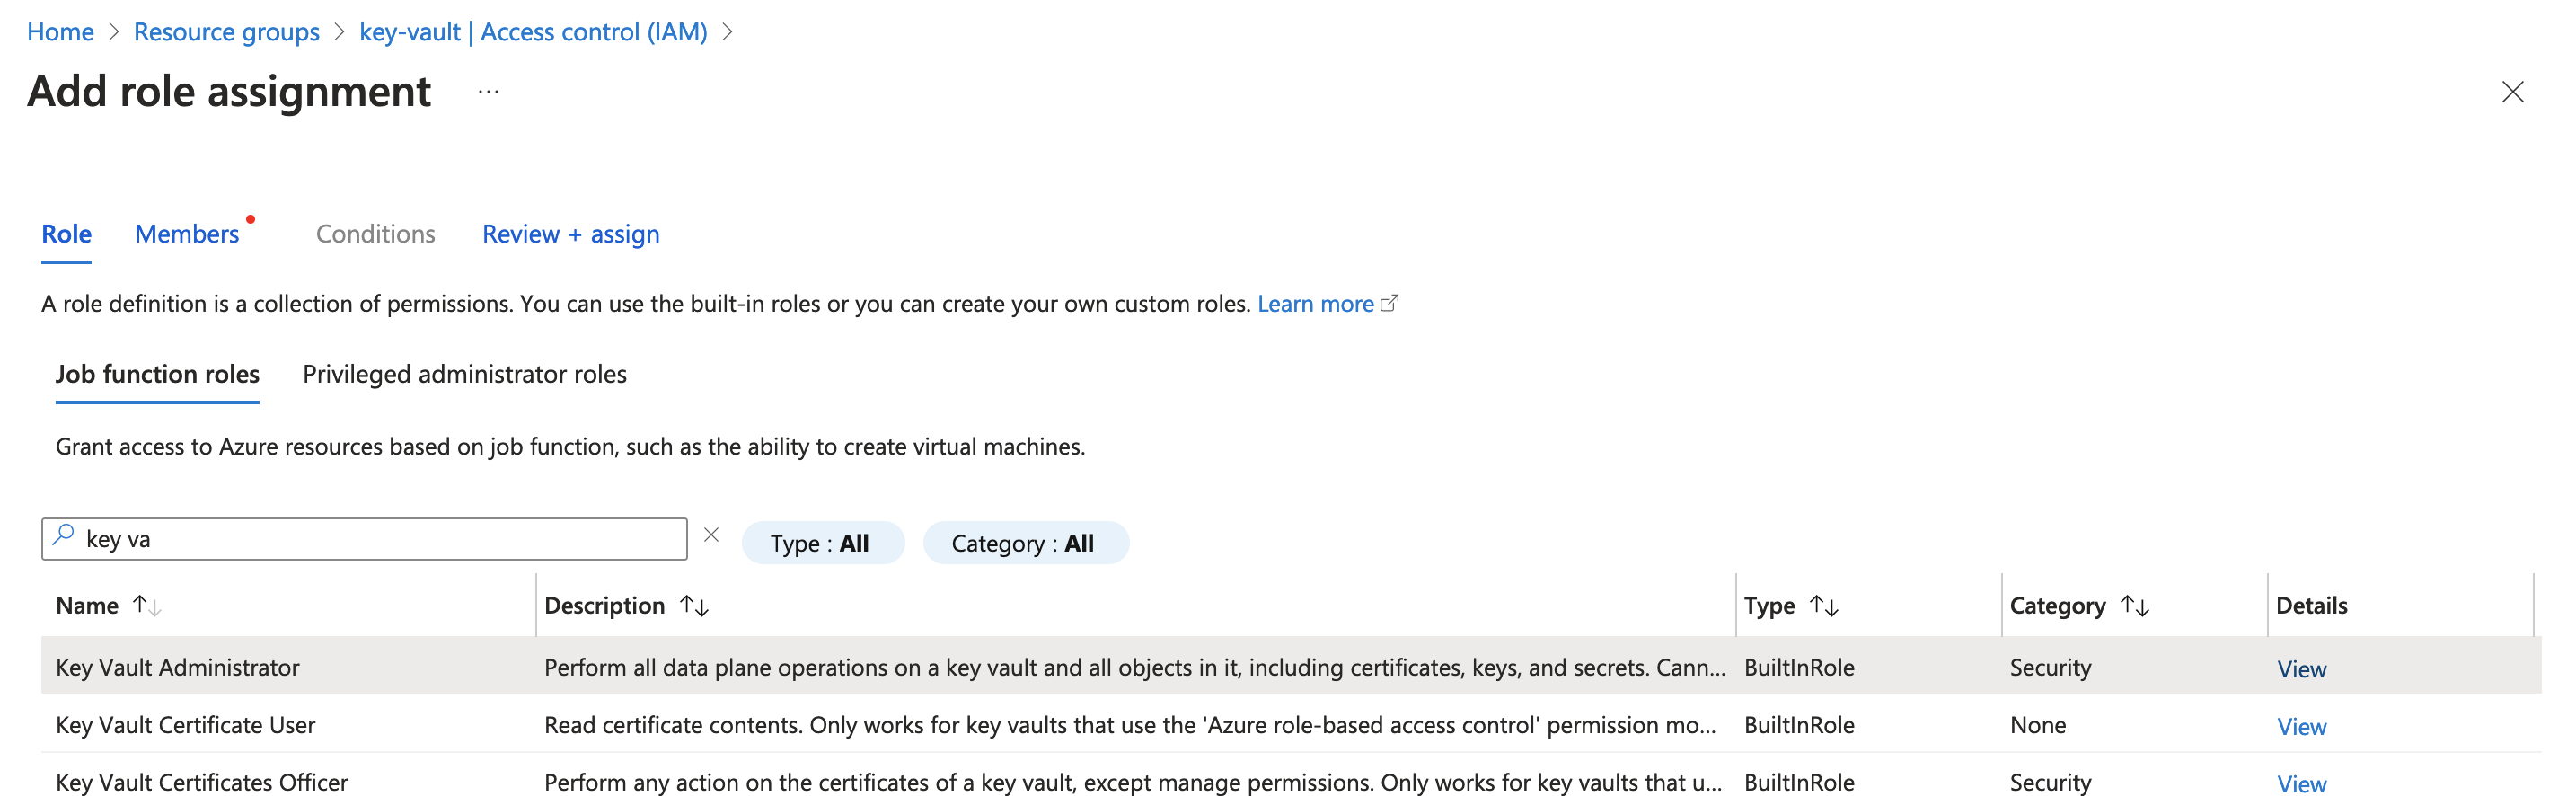 Home > Resource groups > key-vault | Access control (IAM) >
Add role assignment ...
Role Members Conditions Review + assign
A role definition is a collection of permissions. You can use the built-in roles or you can create your own custom roles. Learn more
Job function roles Privileged administrator roles
Grant access to Azure resources based on job function, such as the ability to create virtual machines.
key va Type : All Category : All
Name ↑↓ Description ↑↓ Type ↑↓ Category ↑↓ Details
Key Vault Administrator Perform all data plane operations on a key vault and all objects in it, including certificates, keys, and secrets. Cann... BuiltInRole Security View
Key Vault Certificate User Read certificate contents. Only works for key vaults that use the 'Azure role-based access control' permission mo... BuiltInRole None View
Key Vault Certificates Officer Perform any action on the certificates of a key vault, except manage permissions. Only works for key vaults that u... BuiltInRole Security View